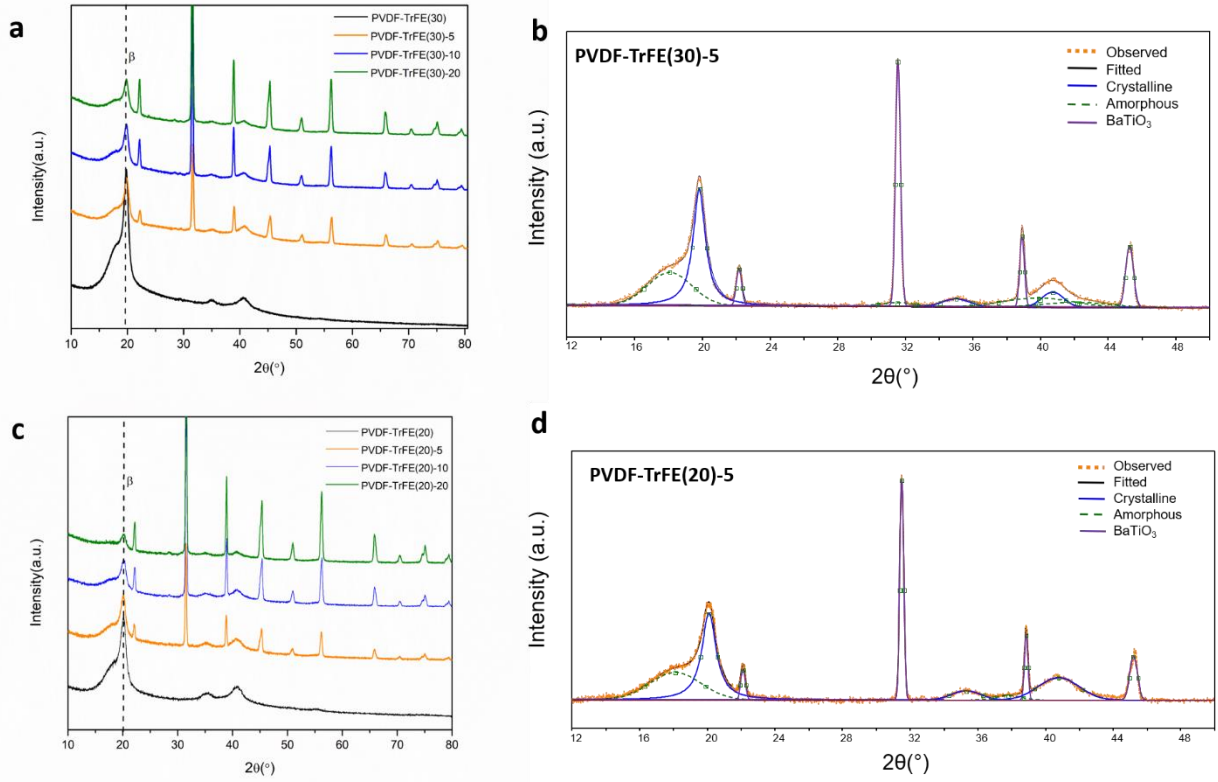 a
PVDF-TrFE(30)
PVDF-TrFE(30)-5
PVDF-TrFE(30)-10
PVDF-TrFE(30)-20
β
Intensity(a.u.)
10 20 30 40 50 60 70 80
2θ(°)
b
PVDF-TrFE(30)-5
Observed
Fitted
Crystalline
Amorphous
BaTiO₃
Intensity (a.u.)
12 16 20 24 28 32 36 40 44 48
2θ(°)
c
PVDF-TrFE(20)
PVDF-TrFE(20)-5
PVDF-TrFE(20)-10
PVDF-TrFE(20)-20
β
Intensity(a.u.)
10 20 30 40 50 60 70 80
2θ(°)
d
PVDF-TrFE(20)-5
Observed
Fitted
Crystalline
Amorphous
BaTiO₃
Intensity (a.u.)
12 16 20 24 28 32 36 40 44 48
2θ(°)